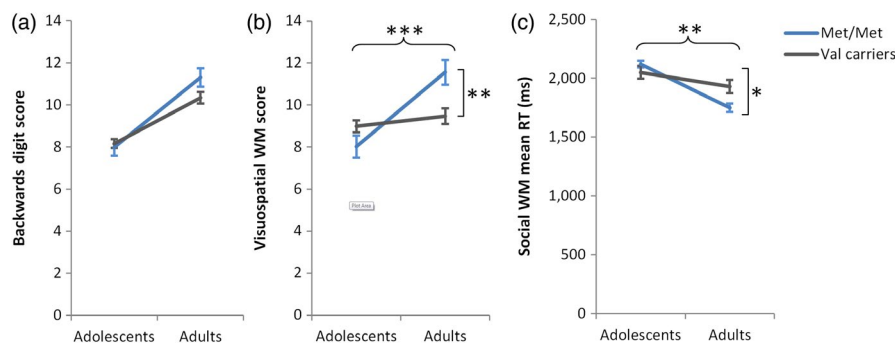 (a)
Backwards digit score
14
12
10
8
6
4
2
0
Adolescents Adults
(b)
Visuospatial WM score
14
12
10
8
6
4
2
0
***
**
Plot Area
Adolescents Adults
(c)
Social WM mean RT (ms)
2,500
2,000
1,500
1,000
500
0
**
*
Adolescents Adults
Met/Met
Val carriers